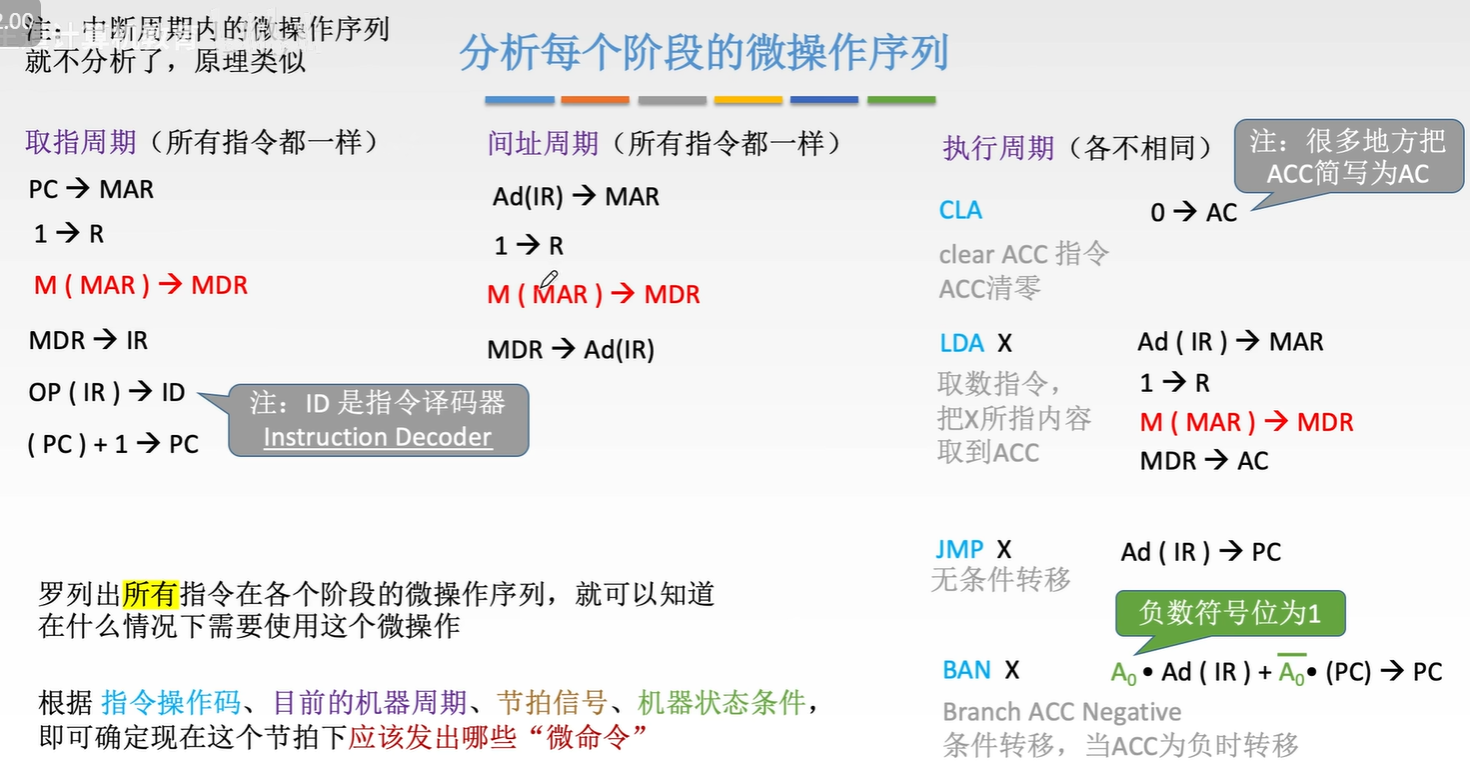 2.00
注：中断周期内的微操作序列
就不分析了，原理类似
分析每个阶段的微操作序列
取指周期（所有指令都一样）
PC → MAR
1 → R
M ( MAR ) → MDR
MDR → IR
OP ( IR ) → ID
注：ID 是指令译码器
Instruction Decoder
( PC ) + 1 → PC
间址周期（所有指令都一样）
Ad(IR) → MAR
1 → R
M ( MAR ) → MDR
MDR → Ad(IR)
执行周期（各不相同）
注：很多地方把
ACC简写为AC
CLA 0 → AC
clear ACC 指令
ACC清零
LDA X Ad ( IR ) → MAR
取数指令， 1 → R
把X所指内容 M ( MAR ) → MDR
取到ACC MDR → AC
JMP X Ad ( IR ) → PC
无条件转移
负数符号位为1
BAN X A₀ • Ad ( IR ) + A̅₀ • (PC) → PC
Branch ACC Negative
条件转移，当ACC为负时转移
罗列出所有指令在各个阶段的微操作序列，就可以知道
在什么情况下需要使用这个微操作
根据 指令操作码、目前的机器周期、节拍信号、机器状态条件，
即可确定现在这个节拍下应该发出哪些“微命令”